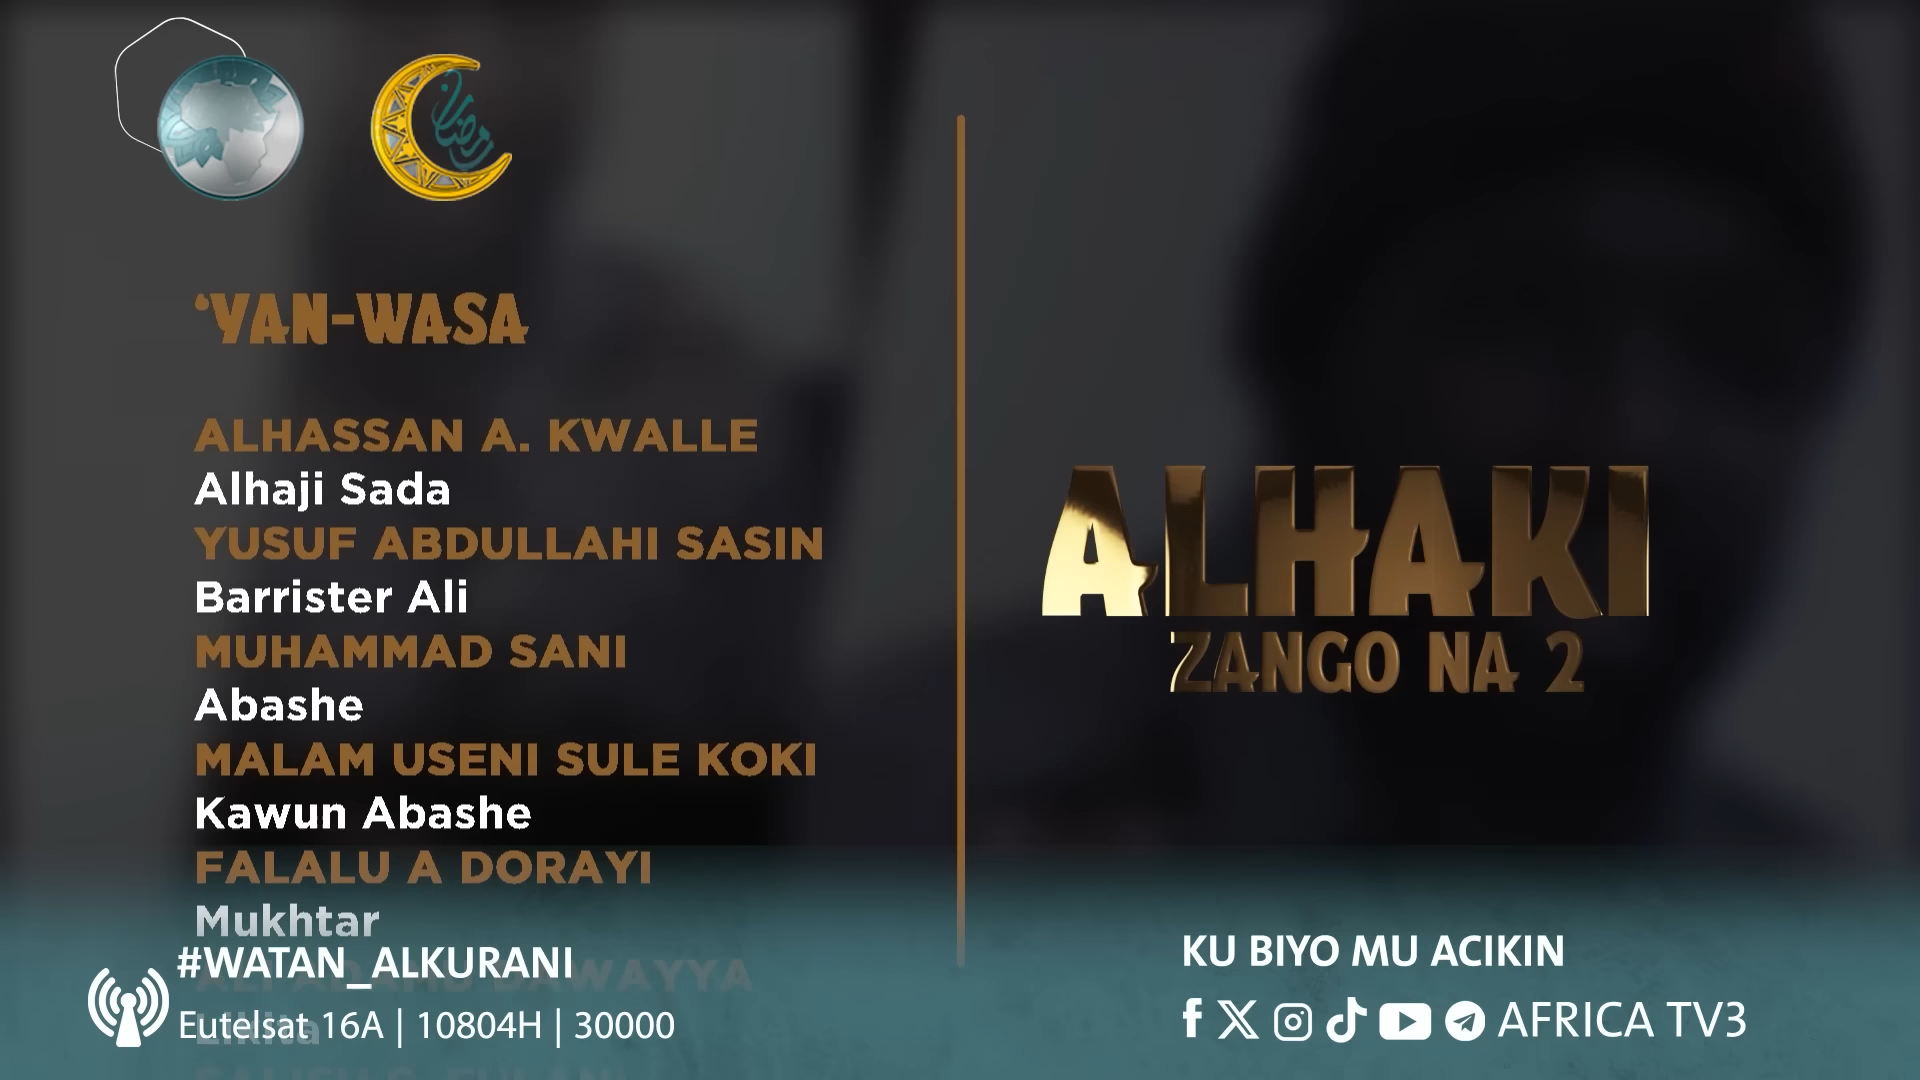 رمضان
‘YAN-WASA
ALHASSAN A. KWALLE
Alhaji Sada
YUSUF ABDULLAHI SASIN
Barrister Ali
MUHAMMAD SANI
Abashe
MALAM USENI SULE KOKI
Kawun Abashe
FALALU A DORAYI
Mukhtar
Likita
ALHAKI
ZANGO NA 2
#WATAN_ALKURANI
Eutelsat 16A | 10804H | 30000
KU BIYO MU ACIKIN
AFRICA TV3